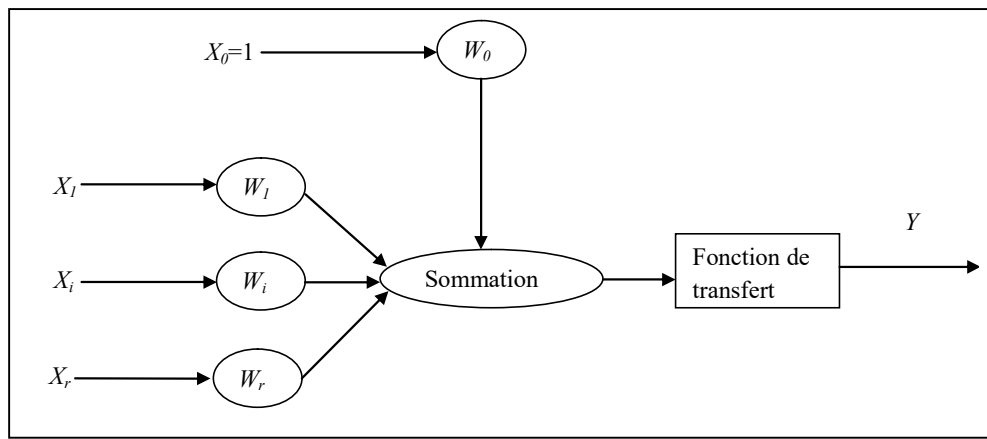 X0=1
W0
X1
W1
Y
Fonction de
transfert
Xi
Wi
Sommation
Xr
Wr